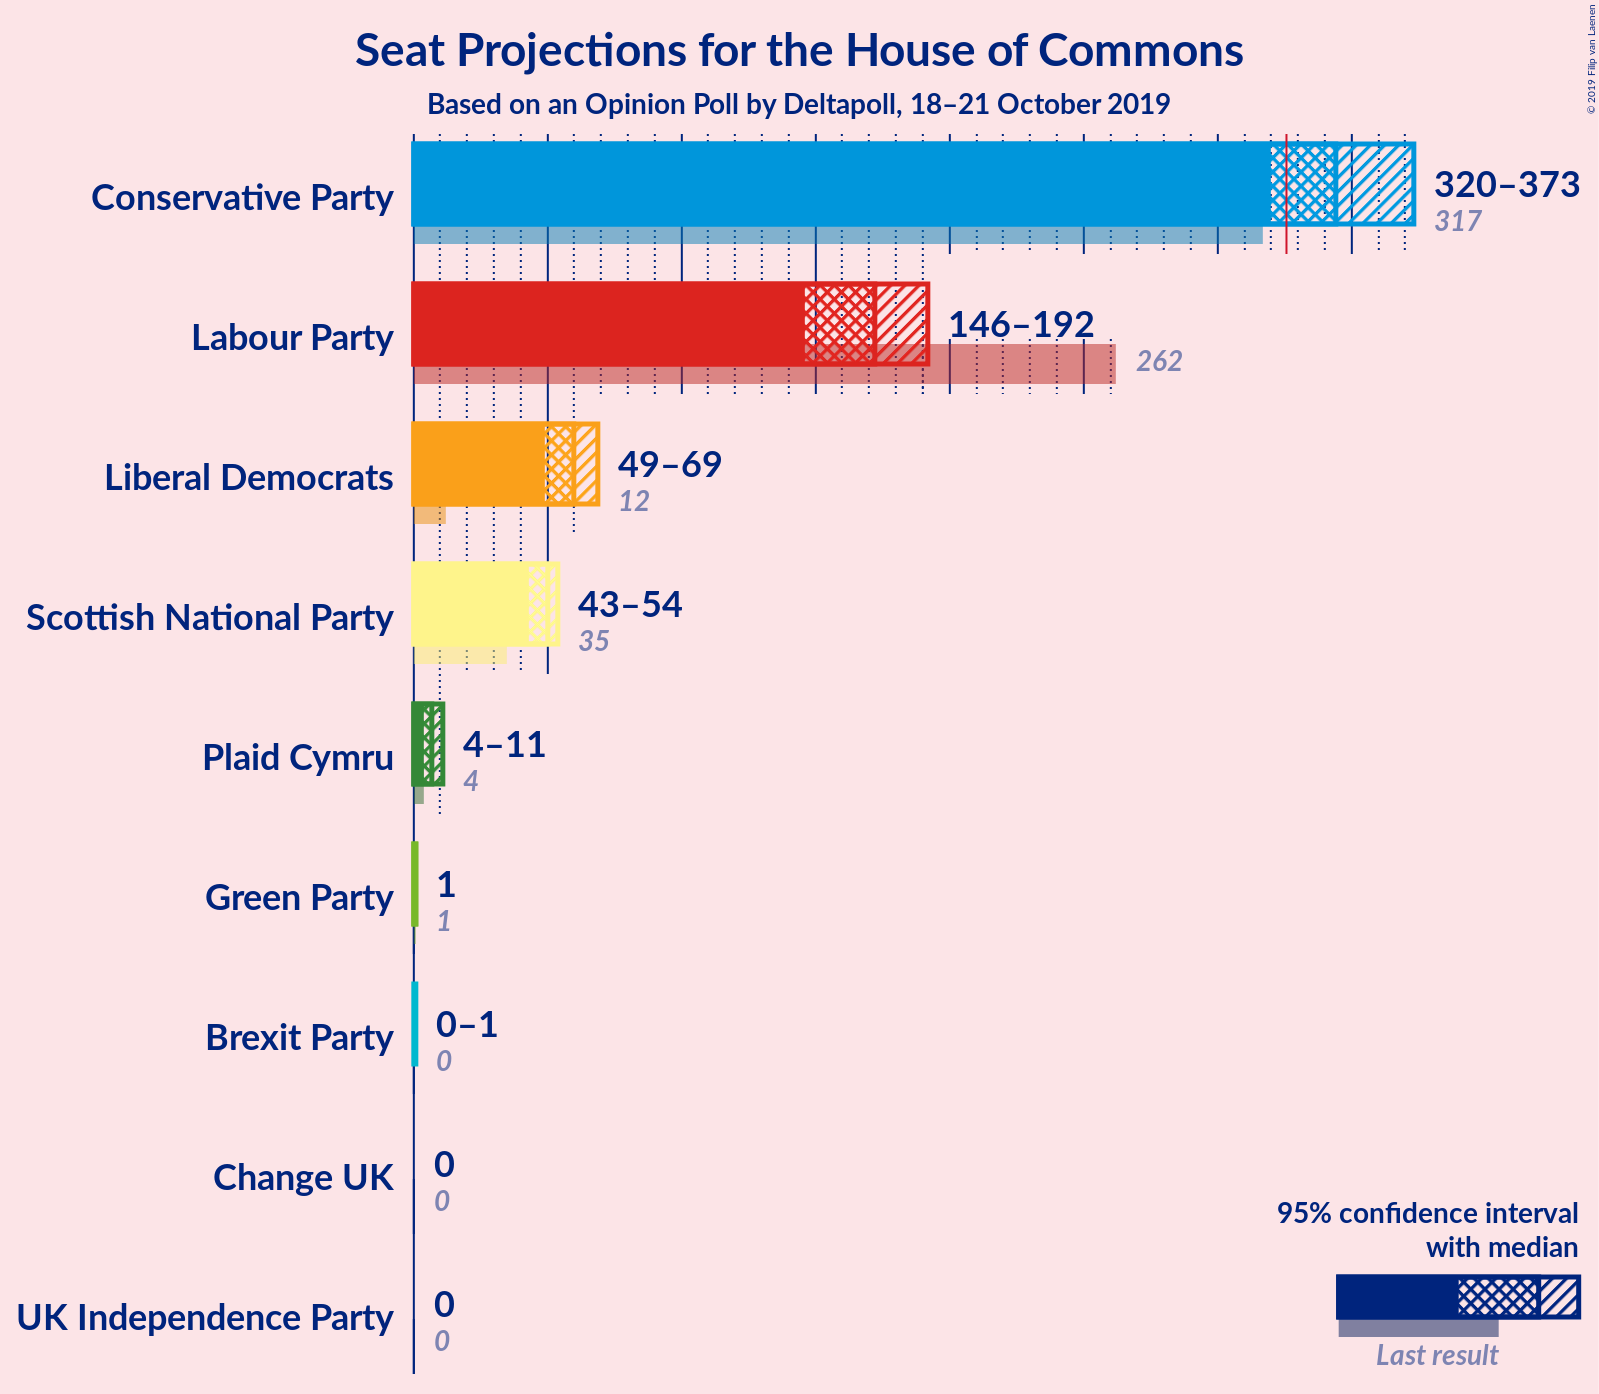 Seat Projections for the House of Commons
Based on an Opinion Poll by Deltapoll, 18–21 October 2019
© 2019 Filip van Laenen
Conservative Party
320–373
317
Labour Party
146–192
262
Liberal Democrats
49–69
12
Scottish National Party
43–54
35
Plaid Cymru
4–11
4
Green Party
1
1
Brexit Party
0–1
0
Change UK
0
0
UK Independence Party
0
0
95% confidence interval
with median
Last result